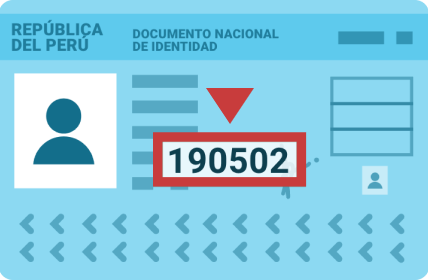 REPÚBLICA
DEL PERÚ
DOCUMENTO NACIONAL
DE IDENTIDAD
190502